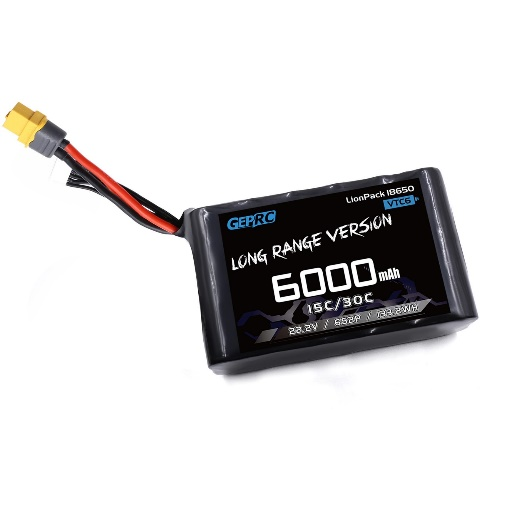 GEPRC
LionPack 18650
VTC6
LONG RANGE VERSION
6000mAh
15C/30C
22.2V / 6S2P / 133.2WH